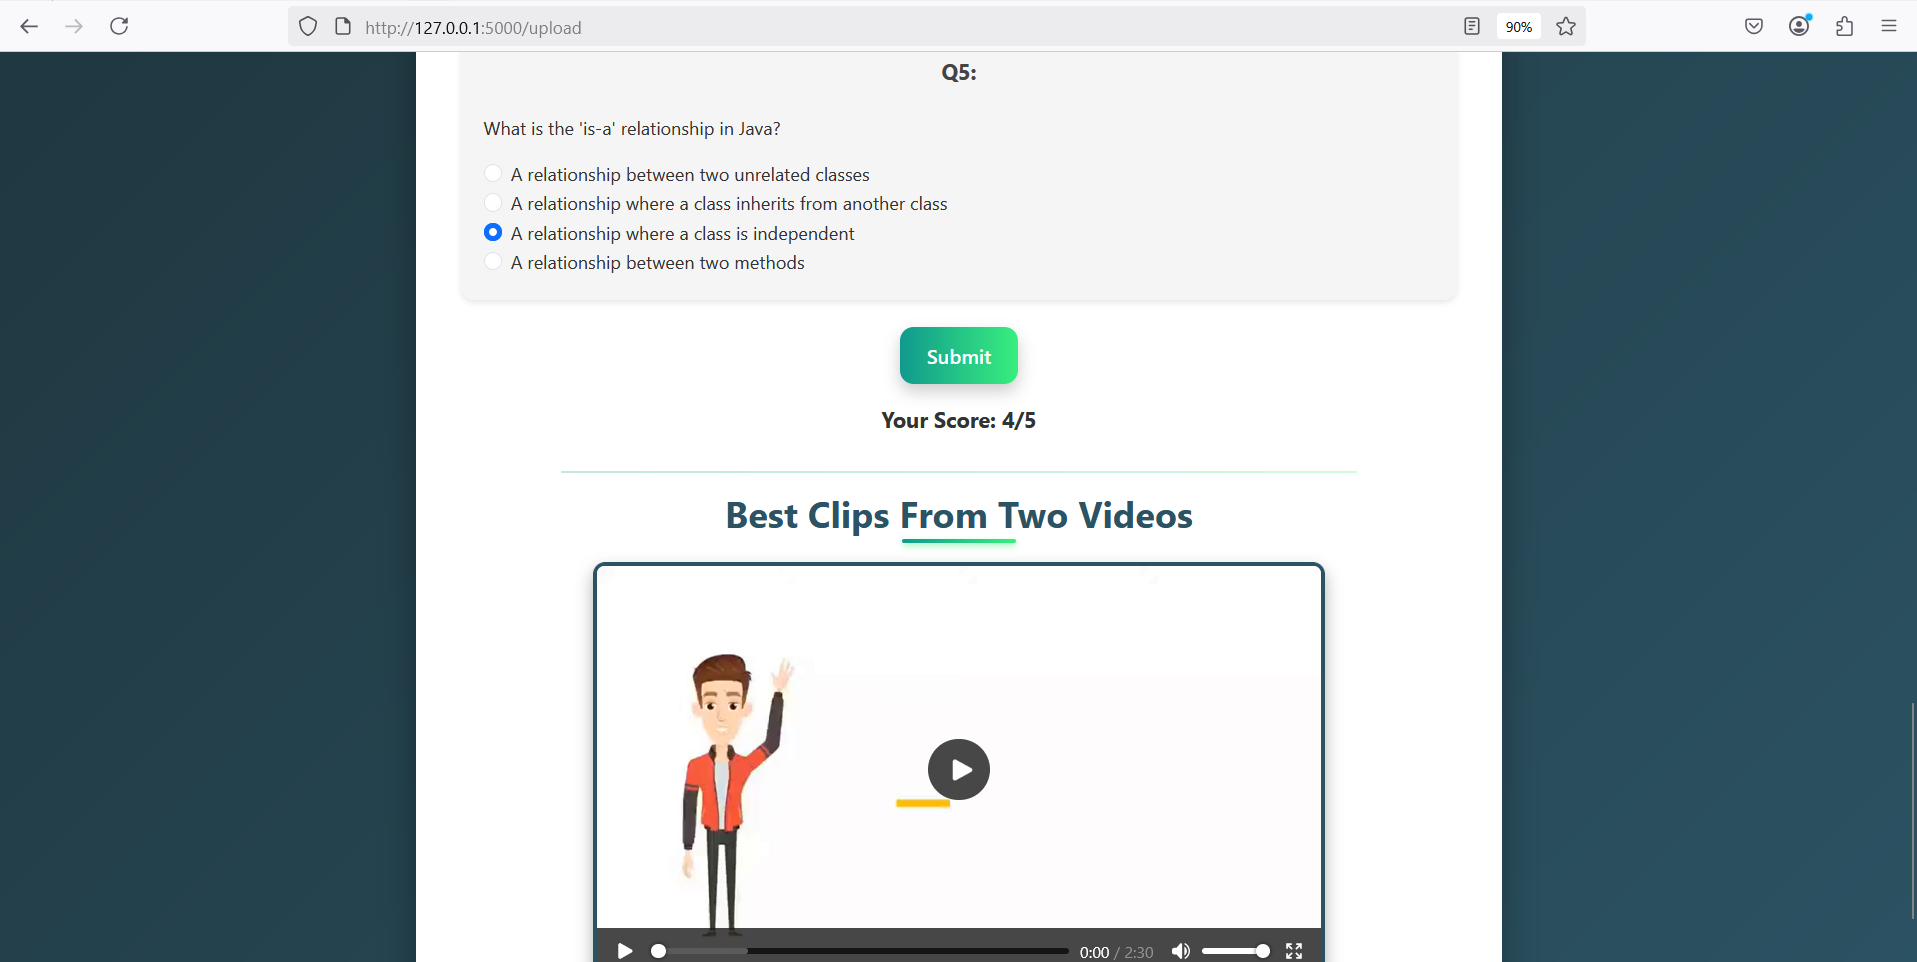 http://127.0.0.1:5000/upload
90%
Q5:
What is the 'is-a' relationship in Java?
A relationship between two unrelated classes
A relationship where a class inherits from another class
A relationship where a class is independent
A relationship between two methods
Submit
Your Score: 4/5
Best Clips From Two Videos
0:00 / 2:30